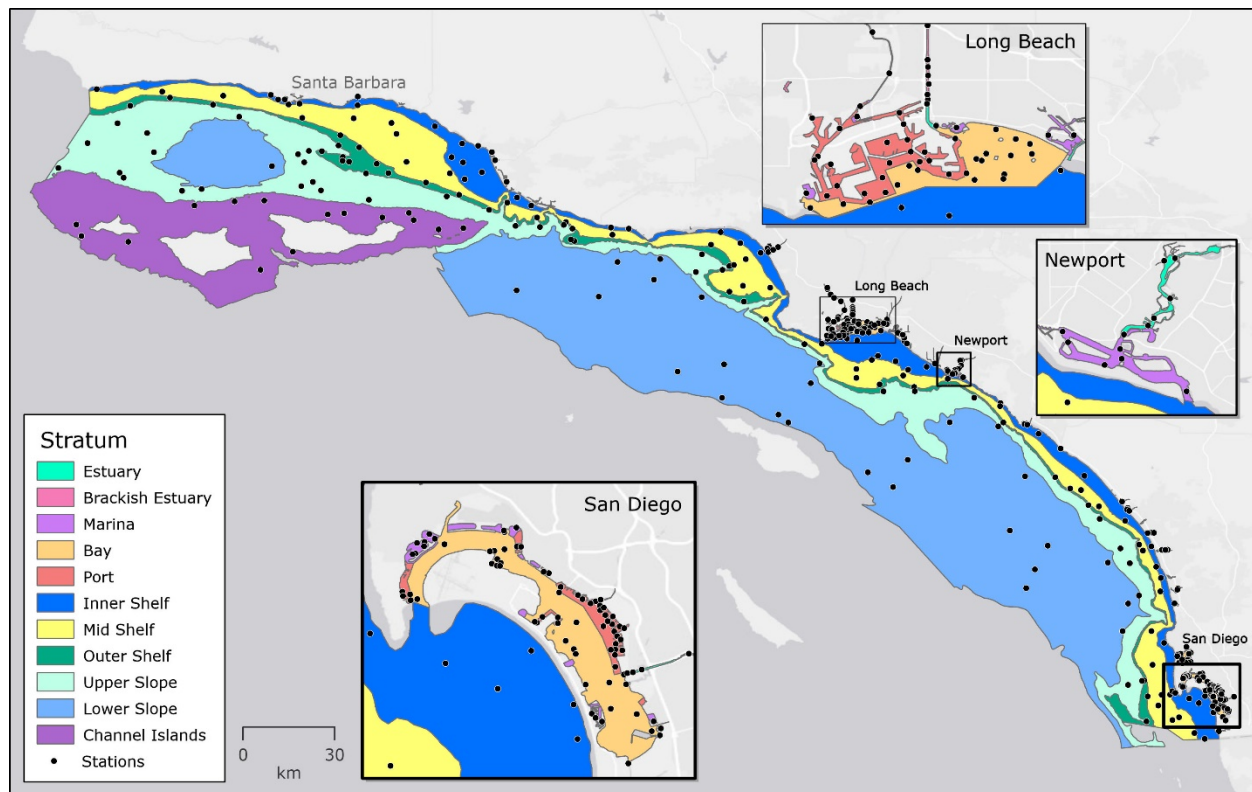 Santa Barbara
Long Beach
Long Beach
Newport
Newport
San Diego
San Diego
Stratum
Estuary
Brackish Estuary
Marina
Bay
Port
Inner Shelf
Mid Shelf
Outer Shelf
Upper Slope
Lower Slope
Channel Islands
Stations
0 30
km